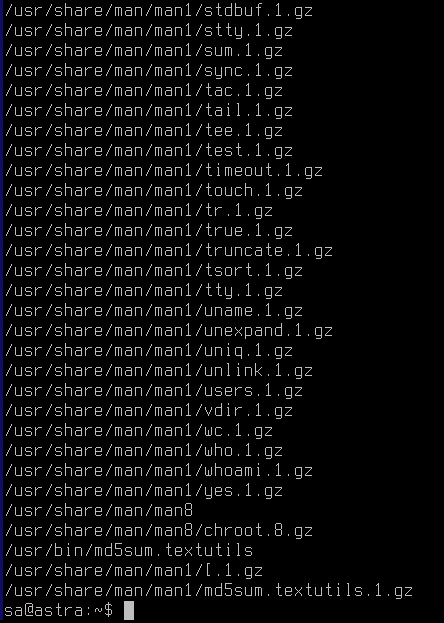 /usr/share/man/man1/stdbuf.1.gz
/usr/share/man/man1/stty.1.gz
/usr/share/man/man1/sum.1.gz
/usr/share/man/man1/sync.1.gz
/usr/share/man/man1/tac.1.gz
/usr/share/man/man1/tail.1.gz
/usr/share/man/man1/tee.1.gz
/usr/share/man/man1/test.1.gz
/usr/share/man/man1/timeout.1.gz
/usr/share/man/man1/touch.1.gz
/usr/share/man/man1/tr.1.gz
/usr/share/man/man1/true.1.gz
/usr/share/man/man1/truncate.1.gz
/usr/share/man/man1/tsort.1.gz
/usr/share/man/man1/tty.1.gz
/usr/share/man/man1/uname.1.gz
/usr/share/man/man1/unexpand.1.gz
/usr/share/man/man1/uniq.1.gz
/usr/share/man/man1/unlink.1.gz
/usr/share/man/man1/users.1.gz
/usr/share/man/man1/vdir.1.gz
/usr/share/man/man1/wc.1.gz
/usr/share/man/man1/who.1.gz
/usr/share/man/man1/whoami.1.gz
/usr/share/man/man1/yes.1.gz
/usr/share/man/man8
/usr/share/man/man8/chroot.8.gz
/usr/bin/md5sum.textutils
/usr/share/man/man1/[.1.gz
/usr/share/man/man1/md5sum.textutils.1.gz
sa@astra:~$